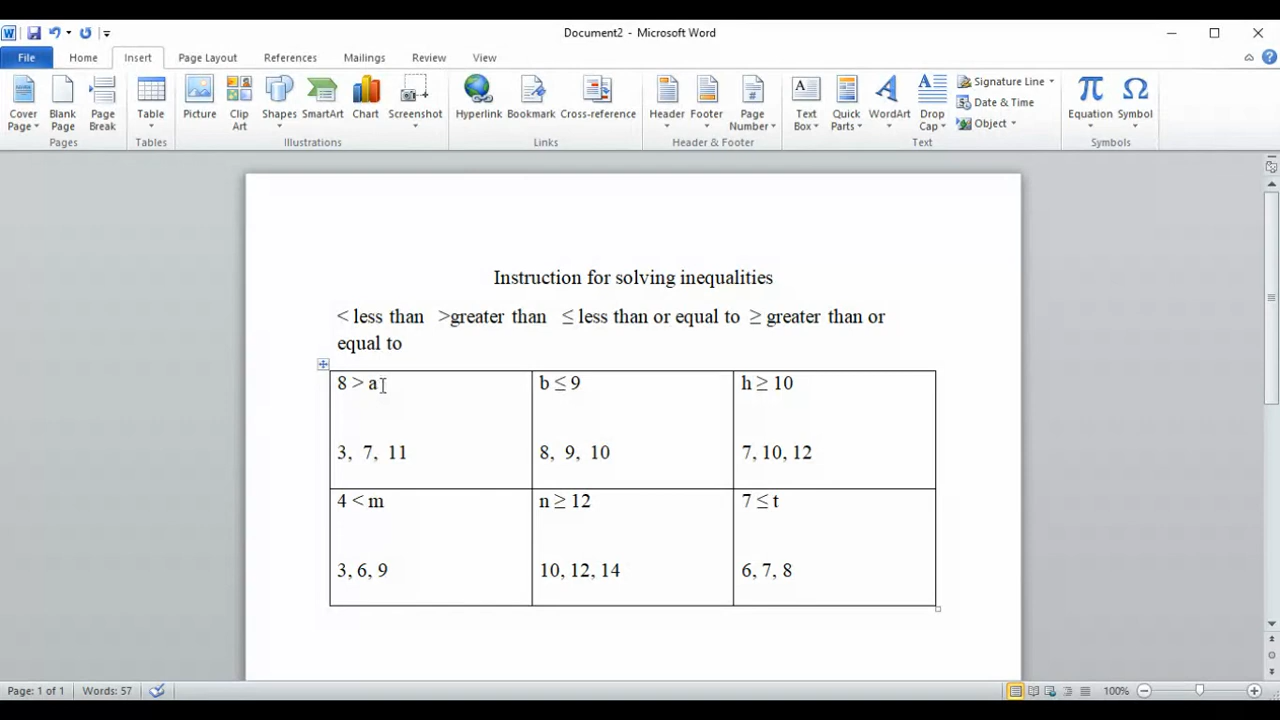 Document2 - Microsoft Word
File Home Insert Page Layout References Mailings Review View
Cover Page Blank Page Page Break Table Picture Clip Art Shapes SmartArt Chart Screenshot Hyperlink Bookmark Cross-reference Header Footer Page Number Text Box Quick Parts WordArt Drop Cap Signature Line Date & Time Object Equation Symbol
Pages Tables Illustrations Links Header & Footer Text Symbols
Instruction for solving inequalities
< less than >greater than ≤ less than or equal to ≥ greater than or
equal to
8 > a b ≤ 9 h ≥ 10
3, 7, 11 8, 9, 10 7, 10, 12
4 < m n ≥ 12 7 ≤ t
3, 6, 9 10, 12, 14 6, 7, 8
Page: 1 of 1 Words: 57 100%